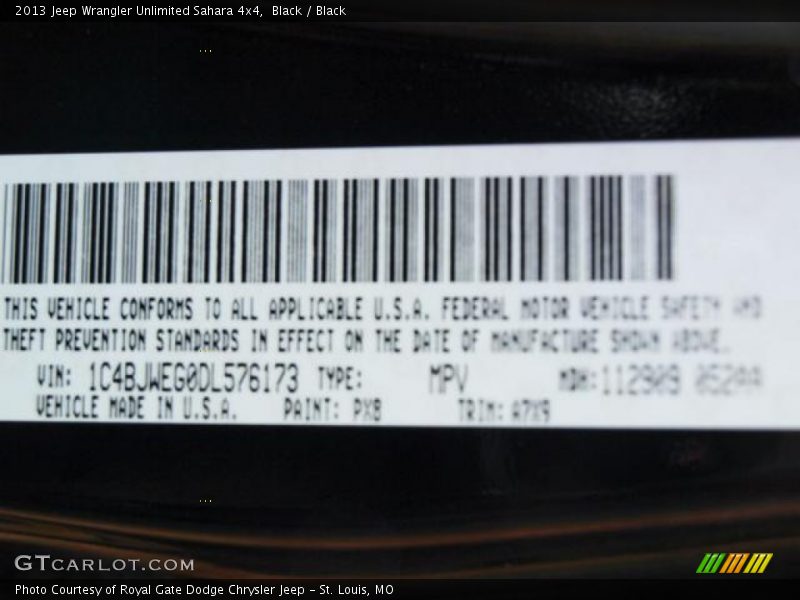 2013 Jeep Wrangler Unlimited Sahara 4x4, Black / Black
THIS VEHICLE CONFORMS TO ALL APPLICABLE U.S.A. FEDERAL MOTOR VEHICLE SAFETY AND
THEFT PREVENTION STANDARDS IN EFFECT ON THE DATE OF MANUFACTURE SHOWN ABOVE.
VIN: 1C4BJWEG0DL576173 TYPE: MPV MDH: 112909
VEHICLE MADE IN U.S.A. PAINT: PX8 TRIM: A7X9
GTCARLOT.COM
Photo Courtesy of Royal Gate Dodge Chrysler Jeep - St. Louis, MO